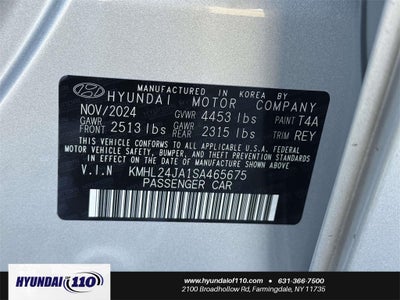 MANUFACTURED IN KOREA BY
HYUNDAI MOTOR COMPANY
NOV/2024 GVWR 4453 lbs PAINT T4A
GAWR FRONT 2513 lbs GAWR REAR 2315 lbs TRIM REY
THIS VEHICLE CONFORMS TO ALL APPLICABLE U.S.A. FEDERAL
MOTOR VEHICLE SAFETY, BUMPER, AND THEFT PREVENTION
STANDARDS IN EFFECT ON THE DATE OF MANUFACTURE SHOWN ABOVE
V.I.N KMHL24JA1SA465675
PASSENGER CAR
HYUNDAI 110
www.hyundaiof110.com | 631-366-7500
2100 Broadhollow Rd, Farmingdale, NY 11735